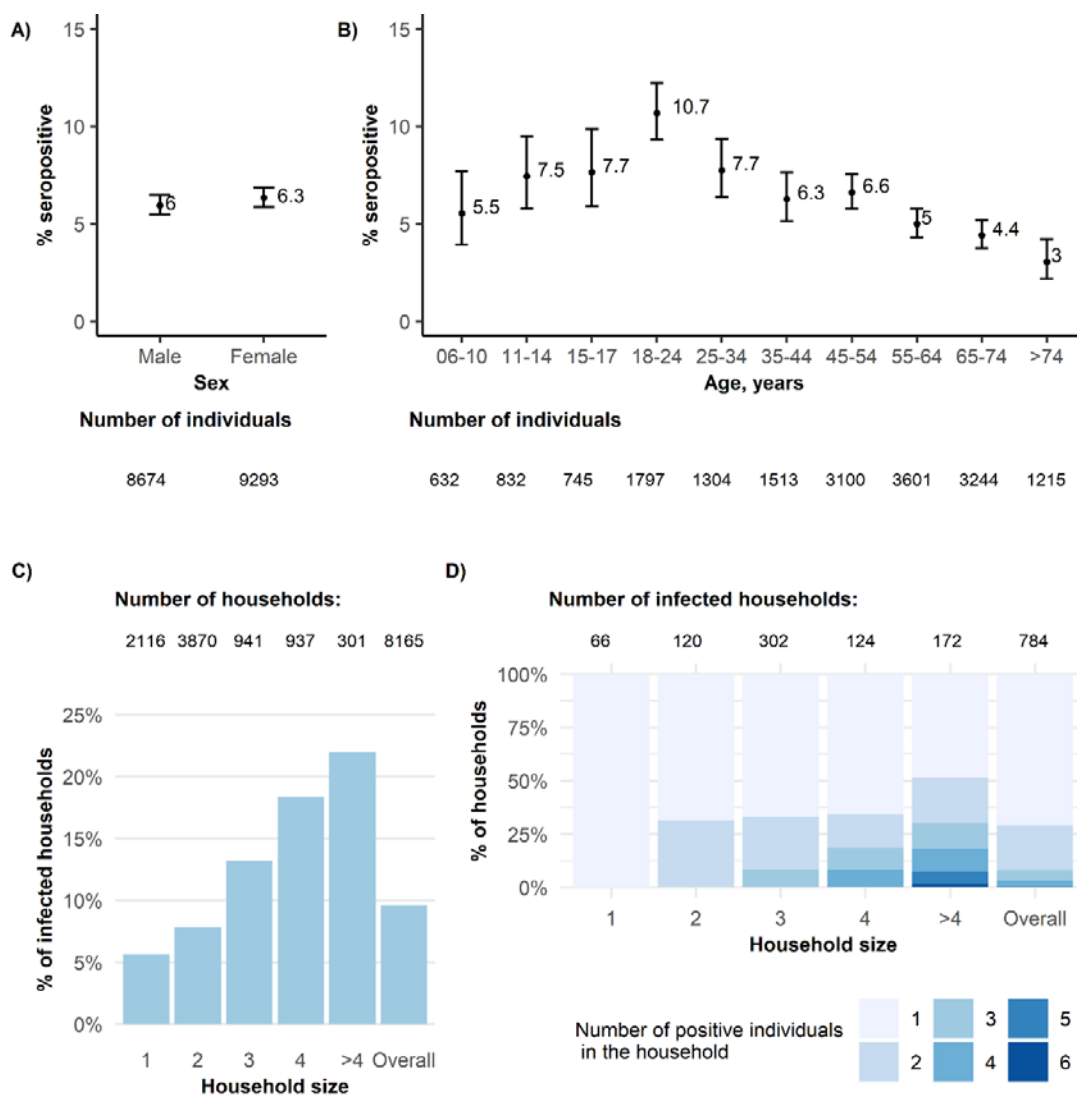 A)
15
10
5
0
% seropositive
6
6.3
Male Female
Sex
Number of individuals
8674 9293
B)
15
10
5
0
% seropositive
5.5 7.5 7.7 10.7 7.7 6.3 6.6 5 4.4 3
06-10 11-14 15-17 18-24 25-34 35-44 45-54 55-64 65-74 >74
Age, years
Number of individuals
632 832 745 1797 1304 1513 3100 3601 3244 1215
C)
Number of households:
2116 3870 941 937 301 8165
25%
20%
15%
10%
5%
0%
% of infected households
1 2 3 4 >4 Overall
Household size
D)
Number of infected households:
66 120 302 124 172 784
100%
75%
50%
25%
0%
% of households
1 2 3 4 >4 Overall
Household size
Number of positive individuals
in the household
1 3 5
2 4 6